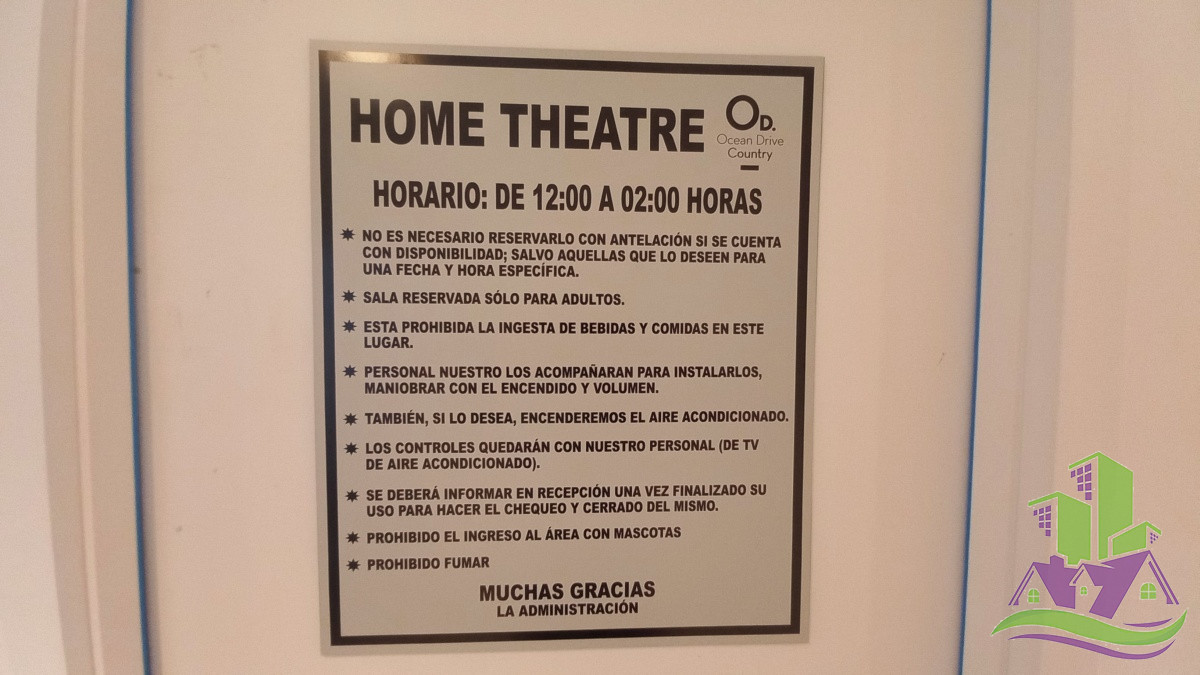 HOME THEATRE
OD.
Ocean Drive
Country
HORARIO: DE 12:00 A 02:00 HORAS
NO ES NECESARIO RESERVARLO CON ANTELACIÓN SI SE CUENTA
CON DISPONIBILIDAD; SALVO AQUELLAS QUE LO DESEEN PARA
UNA FECHA Y HORA ESPECÍFICA.
SALA RESERVADA SÓLO PARA ADULTOS.
ESTA PROHIBIDA LA INGESTA DE BEBIDAS Y COMIDAS EN ESTE
LUGAR.
PERSONAL NUESTRO LOS ACOMPAÑARAN PARA INSTALARLOS,
MANIOBRAR CON EL ENCENDIDO Y VOLUMEN.
TAMBIÉN, SI LO DESEA, ENCENDEREMOS EL AIRE ACONDICIONADO.
LOS CONTROLES QUEDARÁN CON NUESTRO PERSONAL (DE TV
DE AIRE ACONDICIONADO).
SE DEBERÁ INFORMAR EN RECEPCIÓN UNA VEZ FINALIZADO SU
USO PARA HACER EL CHEQUEO Y CERRADO DEL MISMO.
PROHIBIDO EL INGRESO AL ÁREA CON MASCOTAS
PROHIBIDO FUMAR
MUCHAS GRACIAS
LA ADMINISTRACIÓN